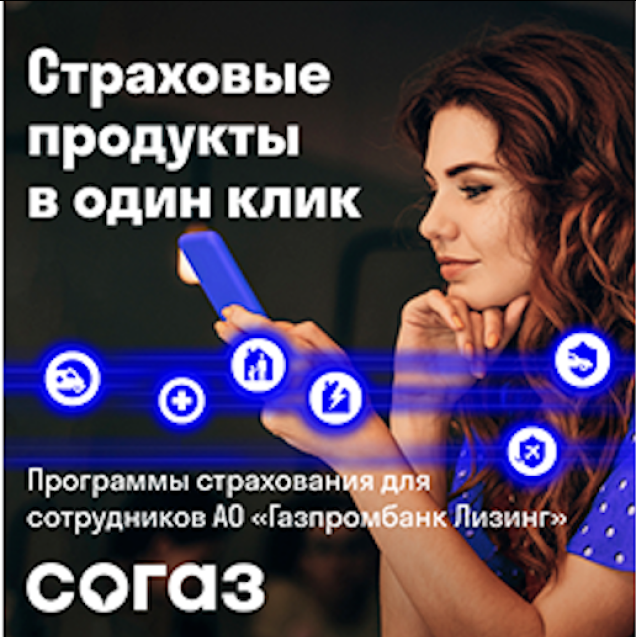 Страховые
продукты
в один клик
Программы страхования для
сотрудников АО «Газпромбанк Лизинг»
согаз